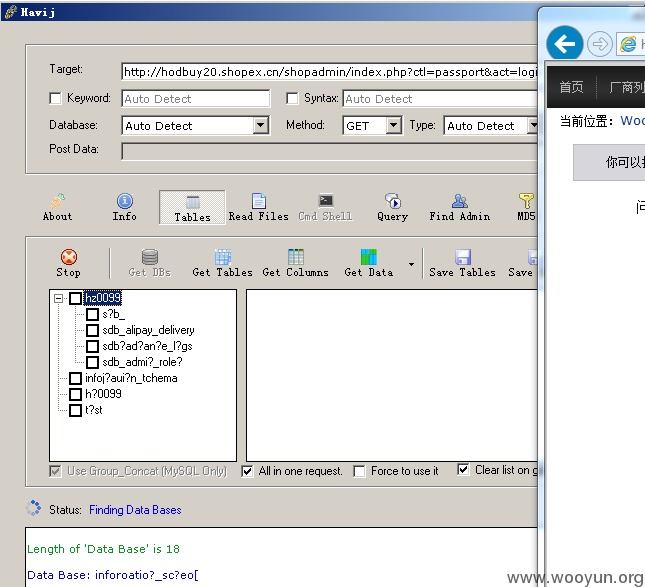 Havij
Target: http://hodbuy20.shopex.cn/shopadmin/index.php?ctl=passport&act=logi
Keyword: Auto Detect Syntax: Auto Detect
Database: Auto Detect Method: GET Type: Auto Detect
Post Data:
About Info Tables Read Files Cmd Shell Query Find Admin MD5
Stop Get DBs Get Tables Get Columns Get Data Save Tables Save
hz0099
s?b_
sdb_alipay_delivery
sdb?ad?an?e_l?gs
sdb_admi?_role?
infoj?aui?n_tchema
h?0099
t?st
Use Group_Concat (MySQL Only) All in one request. Force to use it Clear list on g
Status: Finding Data Bases
Length of 'Data Base' is 18
Data Base: inforoatio?_sc?eo[
首页 厂商列
当前位置: Woo
你可以
www.wooyun.org